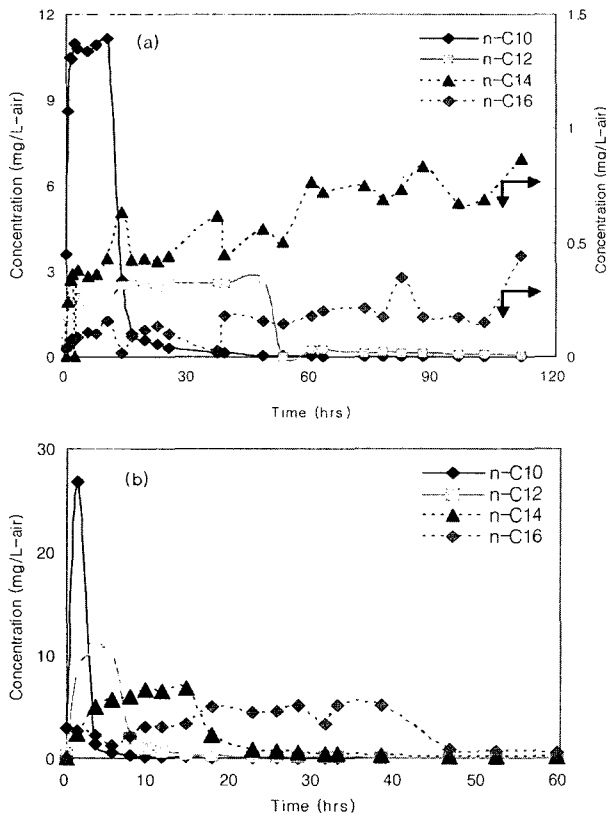 (a)
n-C10
n-C12
n-C14
n-C16
Concentration (mg/L-air)
12
9
6
3
0
Concentration (mg/L-air)
1.5
1
0.5
0
0
30
60
90
120
Time (hrs)
(b)
n-C10
n-C12
n-C14
n-C16
Concentration (mg/L-air)
30
20
10
0
0
10
20
30
40
50
60
Time (hrs)